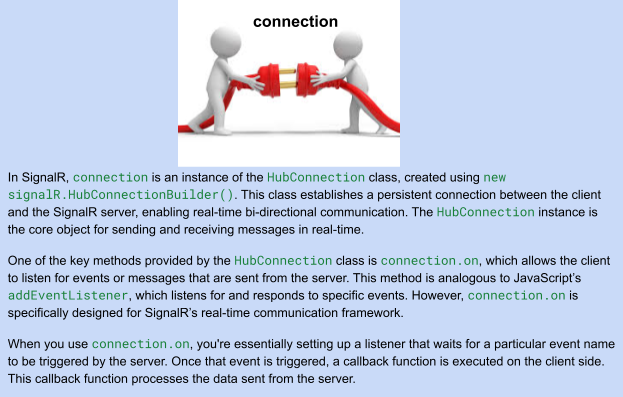 connection
In SignalR, connection is an instance of the HubConnection class, created using new
signalR.HubConnectionBuilder(). This class establishes a persistent connection between the client
and the SignalR server, enabling real-time bi-directional communication. The HubConnection instance is
the core object for sending and receiving messages in real-time.
One of the key methods provided by the HubConnection class is connection.on, which allows the client
to listen for events or messages that are sent from the server. This method is analogous to JavaScript's
addEventListener, which listens for and responds to specific events. However, connection.on is
specifically designed for SignalR's real-time communication framework.
When you use connection.on, you're essentially setting up a listener that waits for a particular event name
to be triggered by the server. Once that event is triggered, a callback function is executed on the client side.
This callback function processes the data sent from the server.